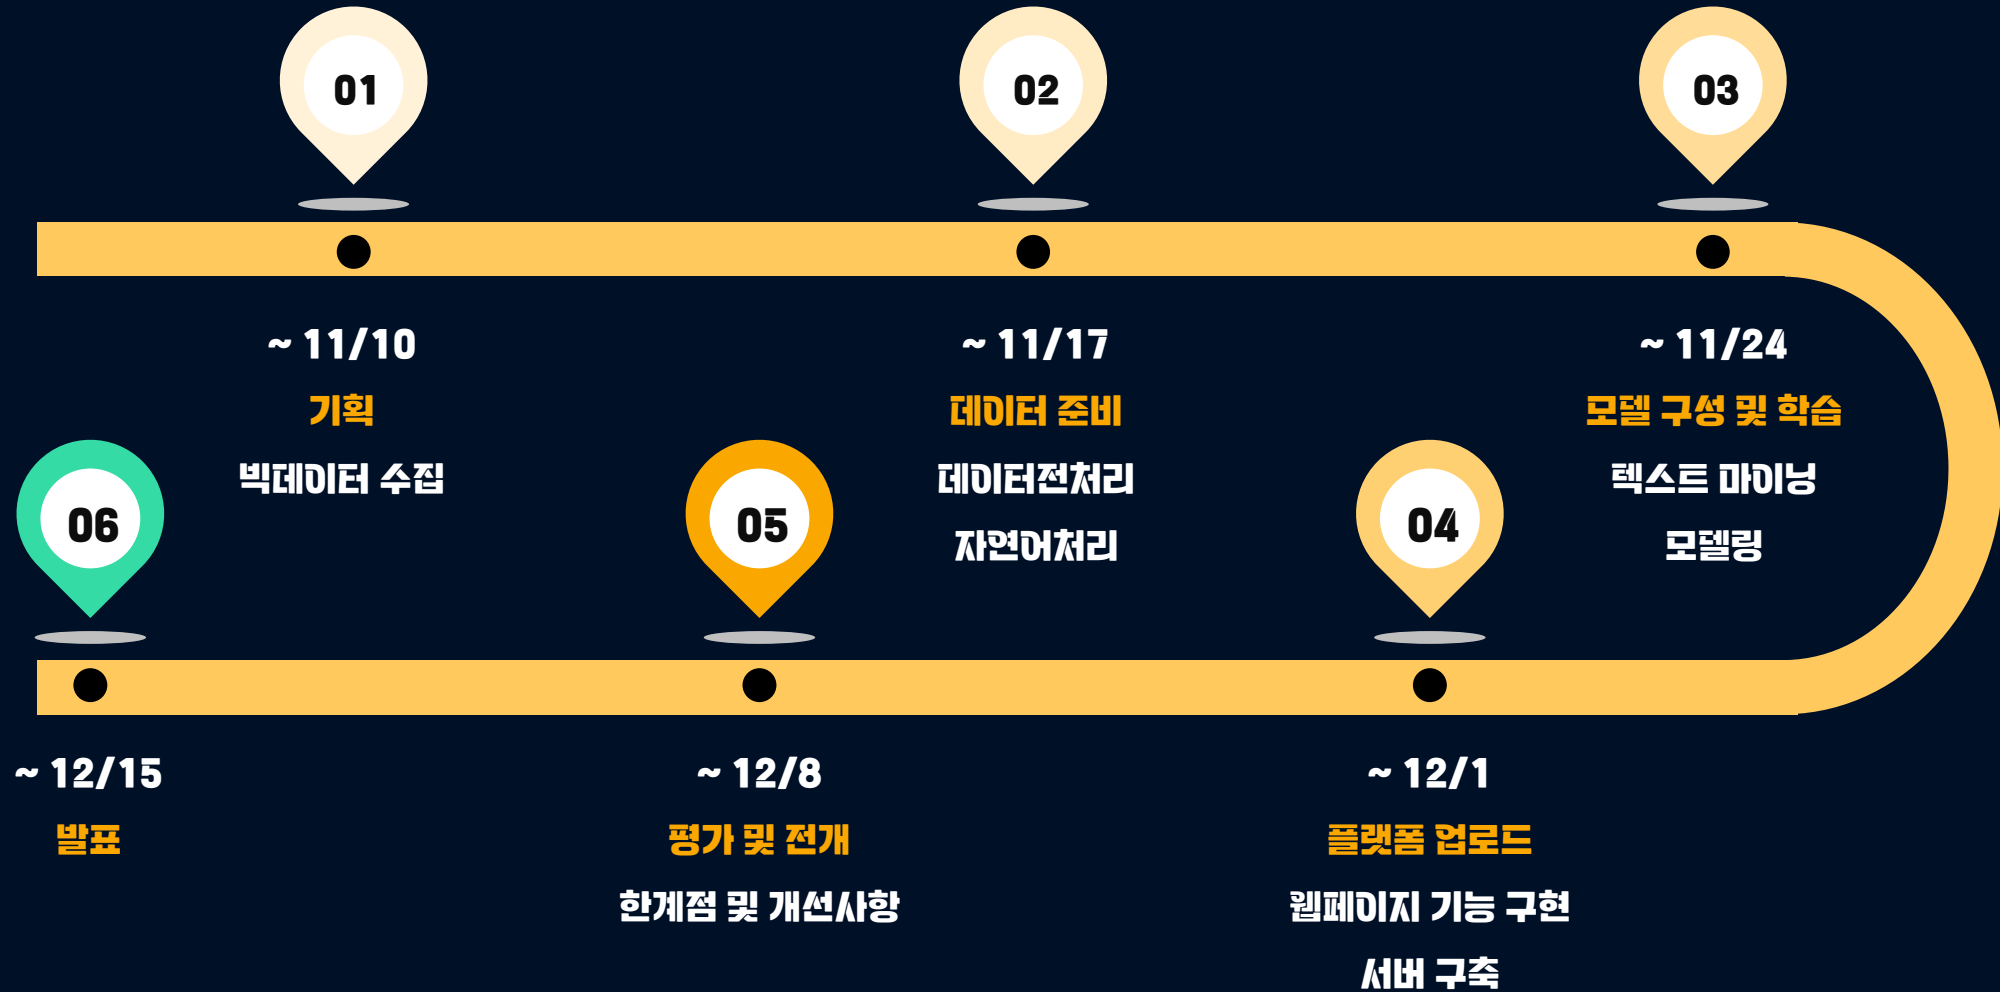 01
~ 11/10
기획
빅데이터 수집
02
~ 11/17
데이터 준비
데이터전처리
자연어처리
03
~ 11/24
모델 구성 및 학습
텍스트 마이닝
모델링
04
~ 12/1
플랫폼 업로드
웹페이지 기능 구현
서버 구축
05
~ 12/8
평가 및 전개
한계점 및 개선사항
06
~ 12/15
발표